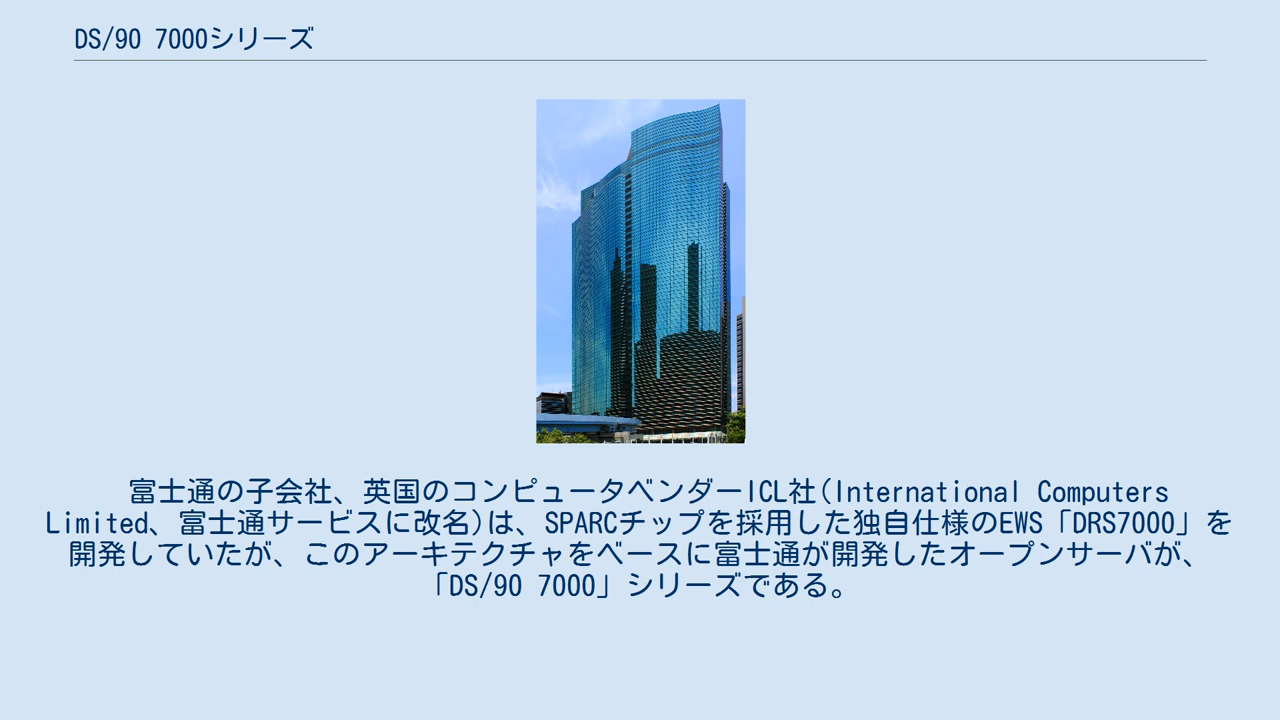 DS/90 7000シリーズ
富士通の子会社、英国のコンピュータベンダーICL社(International Computers
Limited、富士通サービスに改名)は、SPARCチップを採用した独自仕様のEWS「DRS7000」を
開発していたが、このアーキテクチャをベースに富士通が開発したオープンサーバが、
「DS/90 7000」シリーズである。